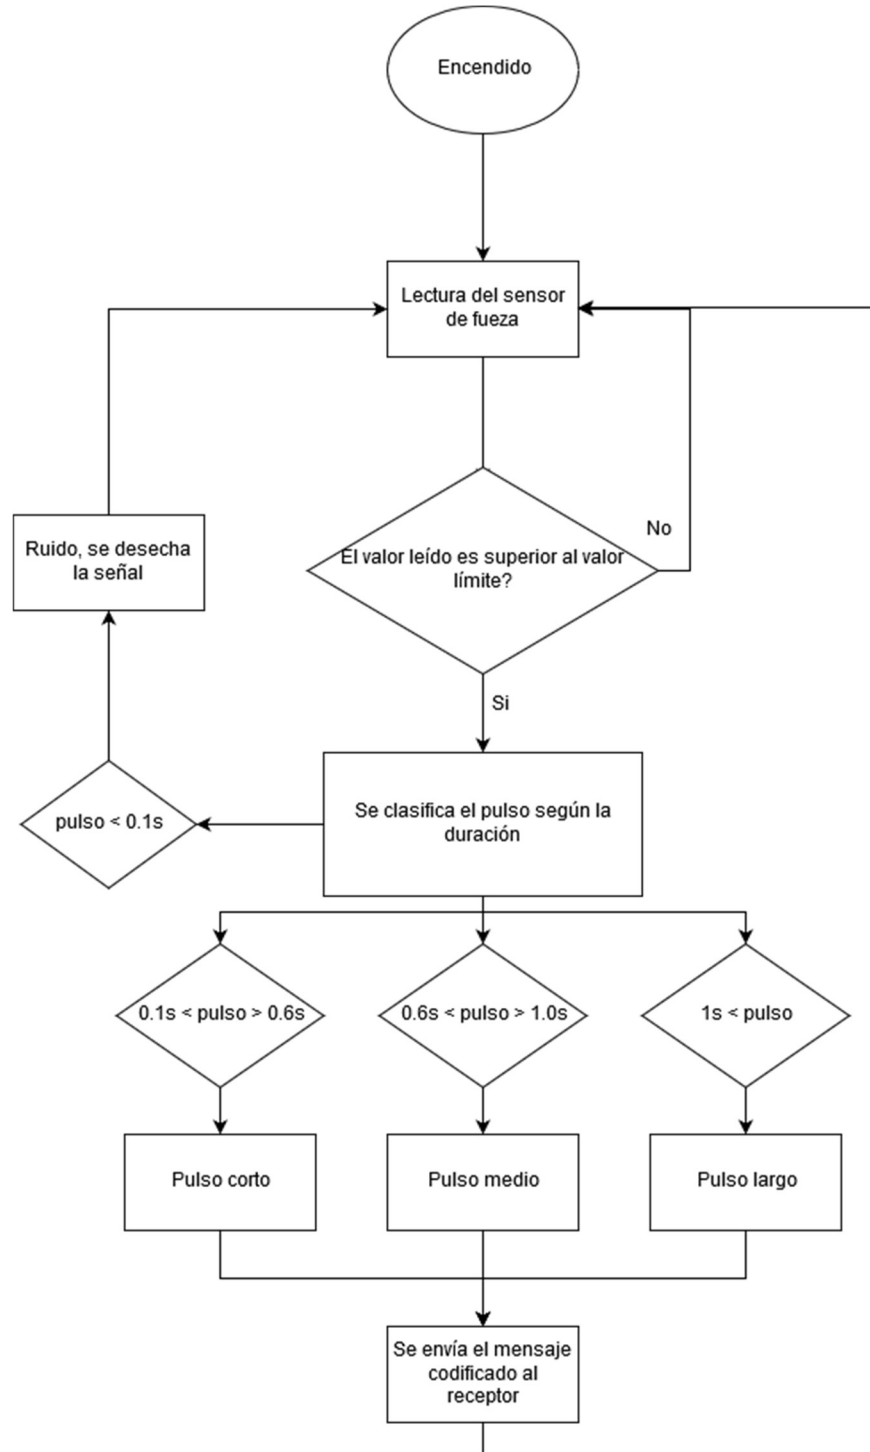 Encendido
Lectura del sensor
de fueza
No
El valor leído es superior al valor
límite?
Ruido, se desecha
la señal
Si
Se clasifica el pulso según la
duración
pulso < 0.1s
0.1s < pulso > 0.6s
0.6s < pulso > 1.0s
1s < pulso
Pulso corto
Pulso medio
Pulso largo
Se envía el mensaje
codificado al
receptor